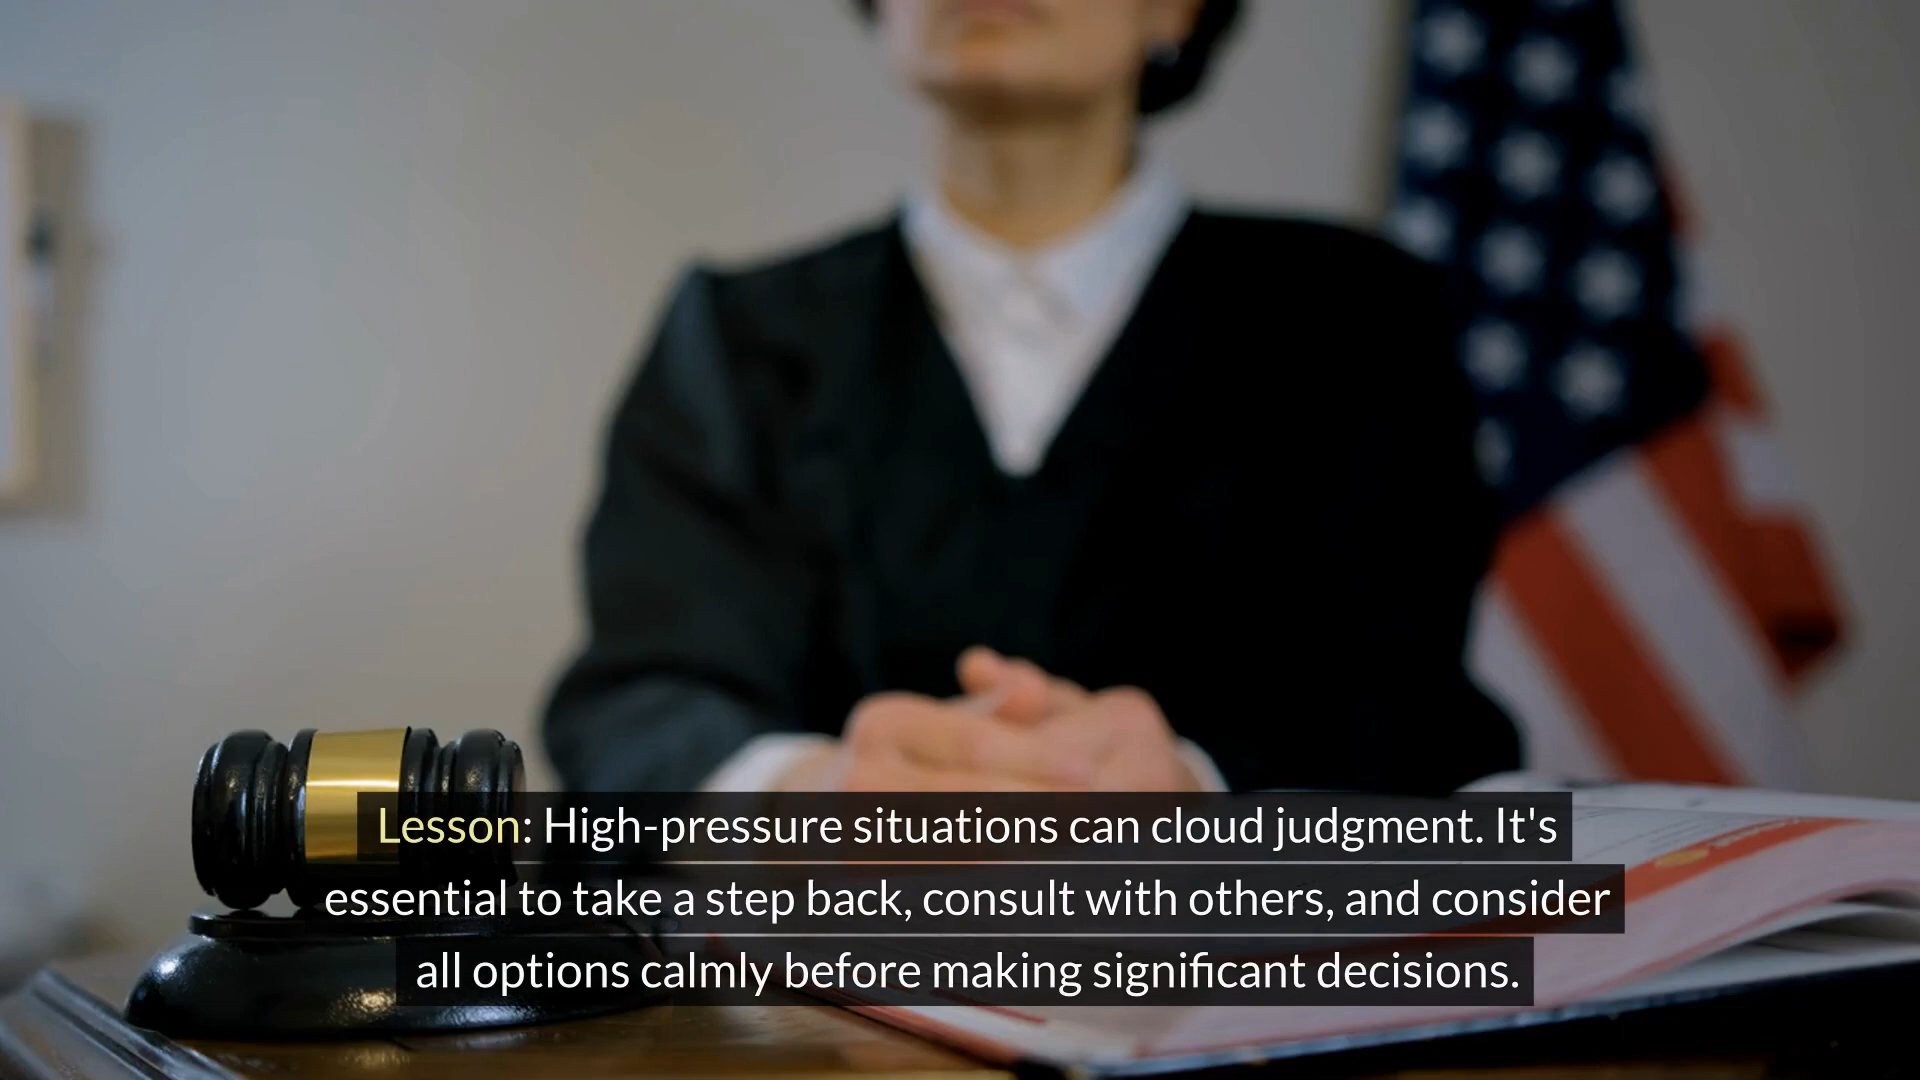 Lesson: High-pressure situations can cloud judgment. It's
essential to take a step back, consult with others, and consider
all options calmly before making significant decisions.